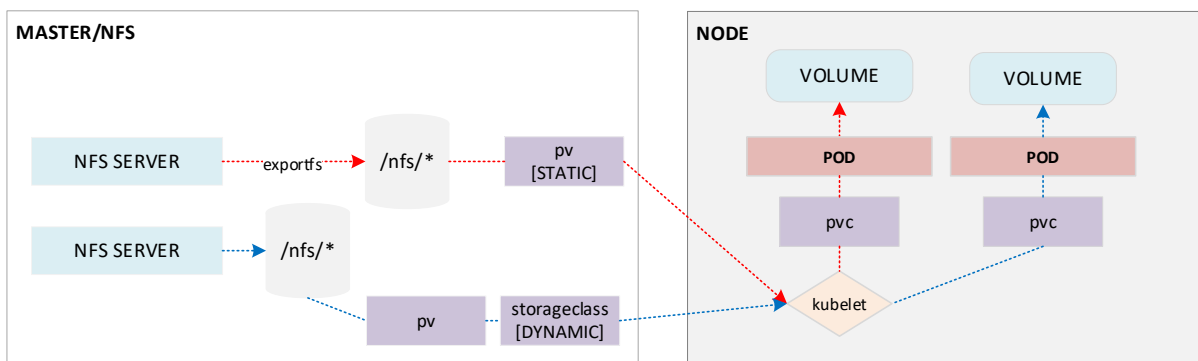 MASTER/NFS
NFS SERVER
exportfs
/nfs/*
pv
[STATIC]
NFS SERVER
/nfs/*
pv
storageclass
[DYNAMIC]
NODE
VOLUME
VOLUME
POD
POD
pvc
pvc
kubelet